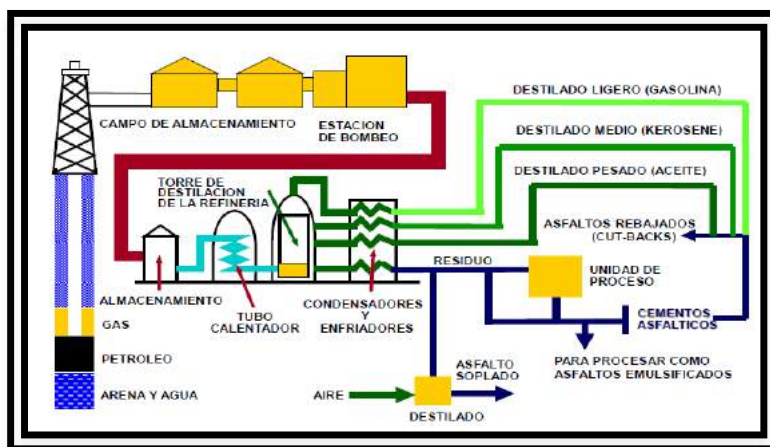 DESTILADO LIGERO (GASOLINA)
CAMPO DE ALMACENAMIENTO
ESTACION
DE BOMBEO
DESTILADO MEDIO (KEROSENE)
TORRE DE
DESTILACION
DE LA REFINERIA
DESTILADO PESADO (ACEITE)
ASFALTOS REBAJADOS
(CUT-BACKS)
RESIDUO
UNIDAD DE
PROCESO
ALMACENAMIENTO
TUBO
CALENTADOR
CONDENSADORES
Y
ENFRIADORES
CEMENTOS
ASFALTICOS
GAS
PETROLEO
ARENA Y AGUA
ASFALTO
SOPLADO
PARA PROCESAR COMO
ASFALTOS EMULSIFICADOS
AIRE
DESTILADO